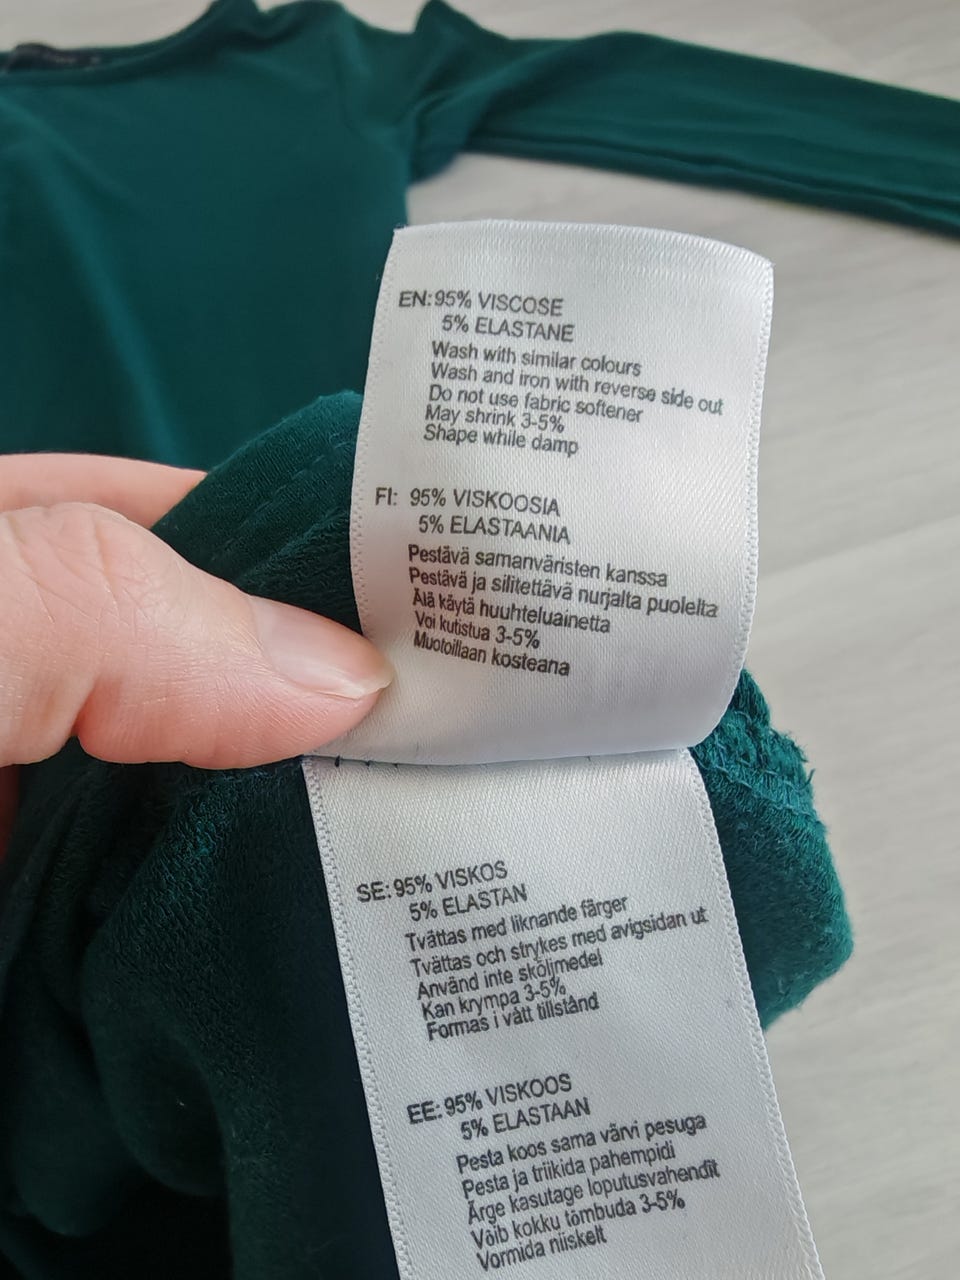 EN: 95% VISCOSE
5% ELASTANE
Wash with similar colours
Wash and iron with reverse side out
Do not use fabric softener
May shrink 3-5%
Shape while damp
FI: 95% VISKOOSIA
5% ELASTAANIA
Pestävä samanväristen kanssa
Pestävä ja silitettävä nurjalta puolelta
Älä käytä huuhteluainetta
Voi kutistua 3-5%
Muotoillaan kosteana
SE: 95% VISKOS
5% ELASTAN
Tvättas med liknande färger
Tvättas och strykes med avigsidan ut
Använd inte sköljmedel
Kan krympa 3-5%
Formas i vått tillstånd
EE: 95% VISKOOS
5% ELASTAAN
Pesta koos sama värvi pesuga
Pesta ja triikida pahempidi
Ärge kasutage loputusvahendit
Võib kokku tõmbuda 3-5%
Vormida niiskelt